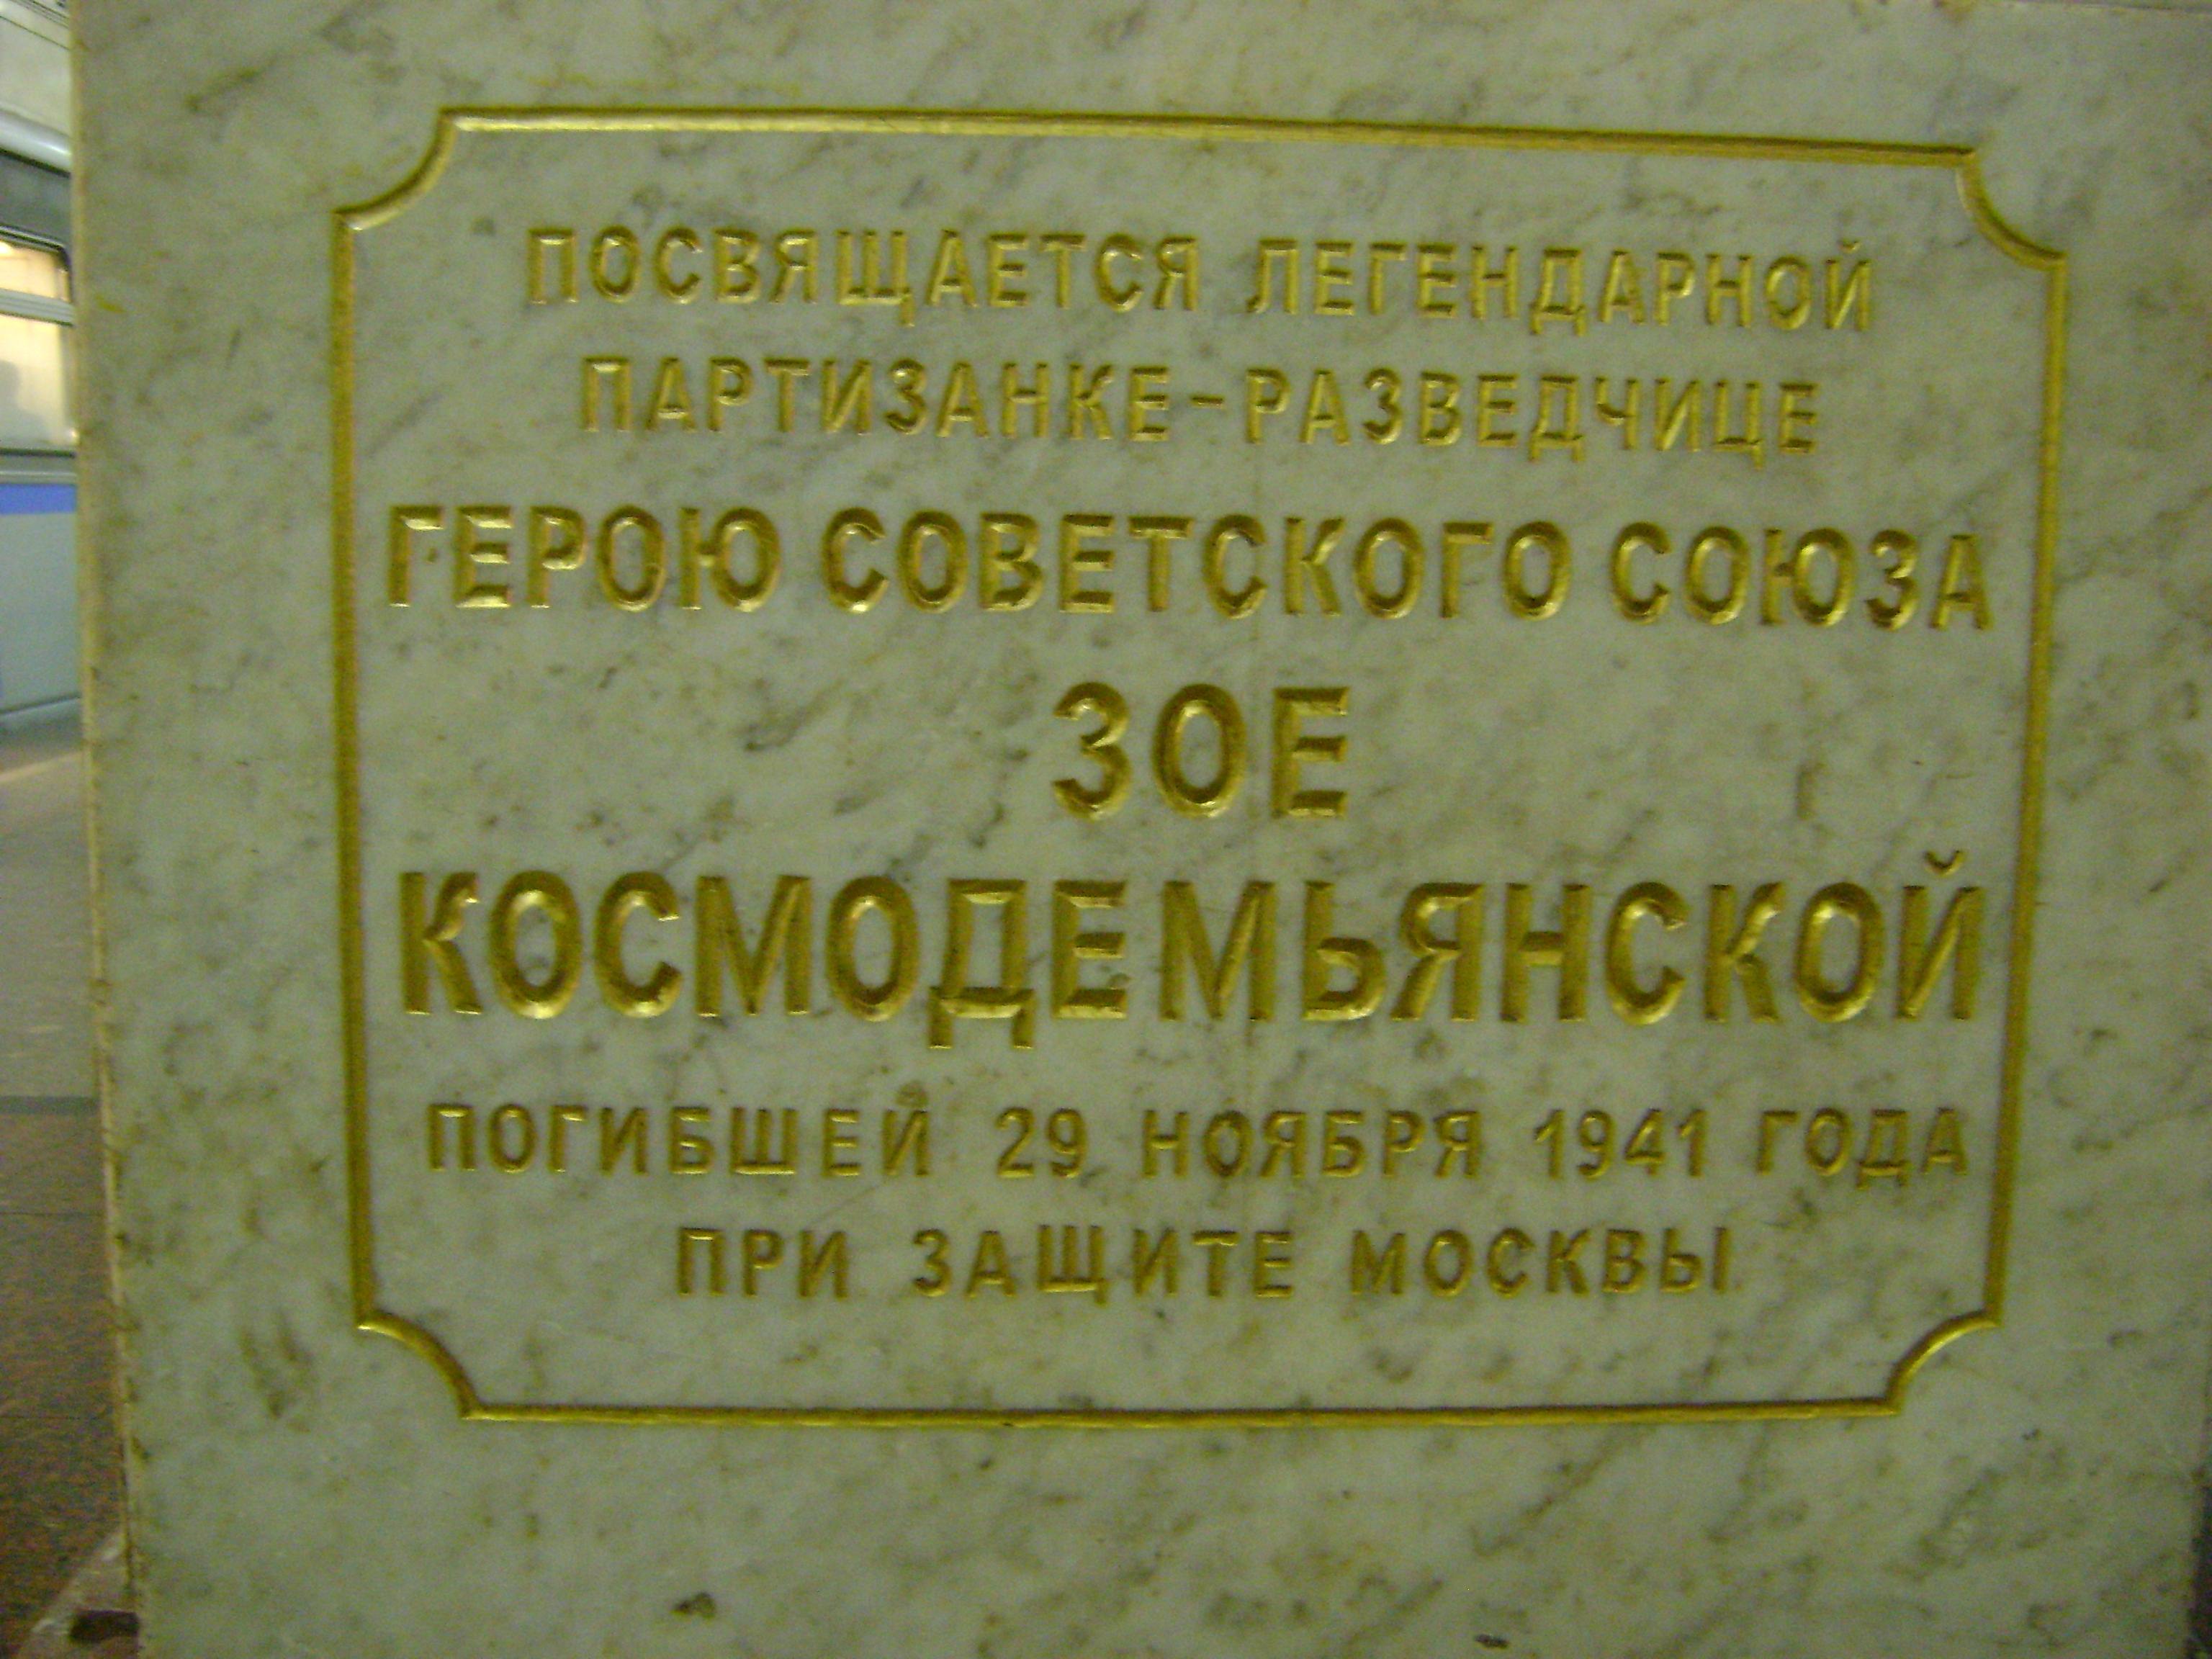 ПОСВЯЩАЕТСЯ ЛЕГЕНДАРНОЙ
ПАРТИЗАНКЕ-РАЗВЕДЧИЦЕ
ГЕРОЮ СОВЕТСКОГО СОЮЗА
ЗОЕ
КОСМОДЕМЬЯНСКОЙ
ПОГИБШЕЙ 29 НОЯБРЯ 1941 ГОДА
ПРИ ЗАЩИТЕ МОСКВЫ